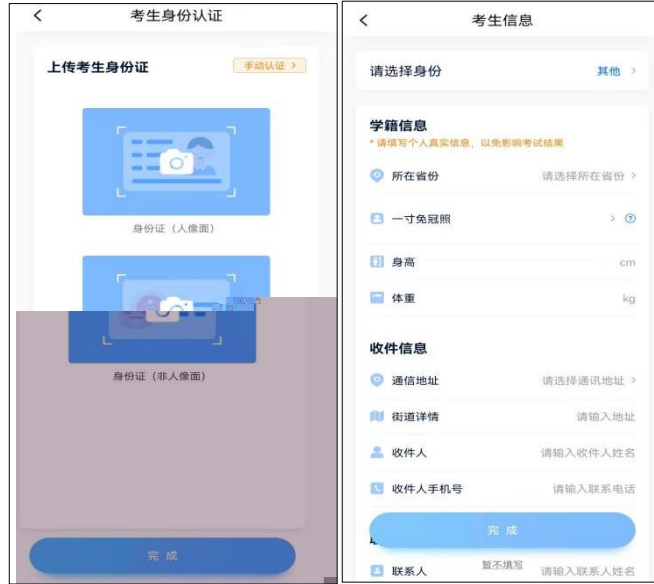 考生身份认证
上传考生身份证
手动认证 >
身份证（人像面）
身份证（非人像面）
完成
考生信息
请选择身份 其他 >
学籍信息
* 请填写个人真实信息，以免影响考试结果
所在省份 请选择所在省份 >
一寸免冠照 >
身高 cm
体重 kg
收件信息
通信地址 请选择通讯地址 >
街道详情 请输入地址
收件人 请输入收件人姓名
收件人手机号 请输入联系电话
完成
暂不填写
联系人 请输入联系人姓名